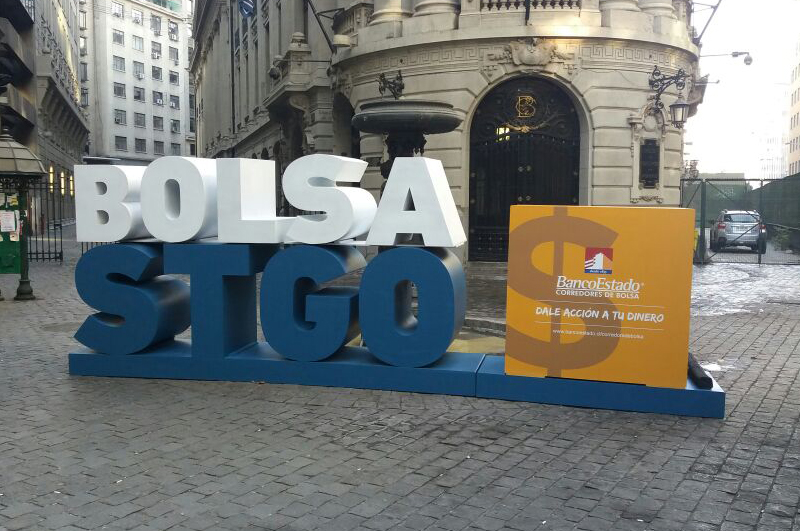 BOLSA
STGO
BancoEstado®
CORREDORES DE BOLSA
DALE ACCIÓN A TU DINERO
$